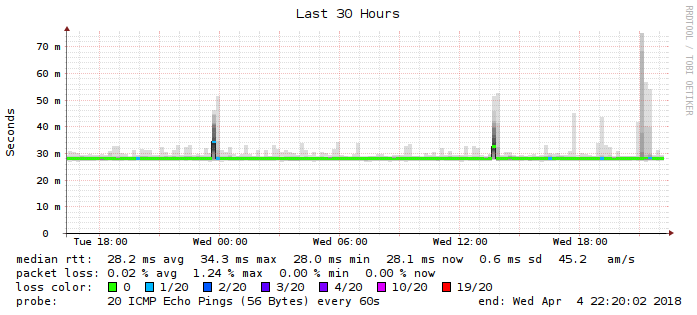 Last 30 Hours
RRDTOOL / TOBI OETIKER
Seconds
70 m
60 m
50 m
40 m
30 m
20 m
10 m
0
Tue 18:00 Wed 00:00 Wed 06:00 Wed 12:00 Wed 18:00
median rtt: 28.2 ms avg 34.3 ms max 28.0 ms min 28.1 ms now 0.6 ms sd 45.2 am/s
packet loss: 0.02 % avg 1.24 % max 0.00 % min 0.00 % now
loss color: 0 1/20 2/20 3/20 4/20 10/20 19/20
probe: 20 ICMP Echo Pings (56 Bytes) every 60s end: Wed Apr 4 22:20:02 2018